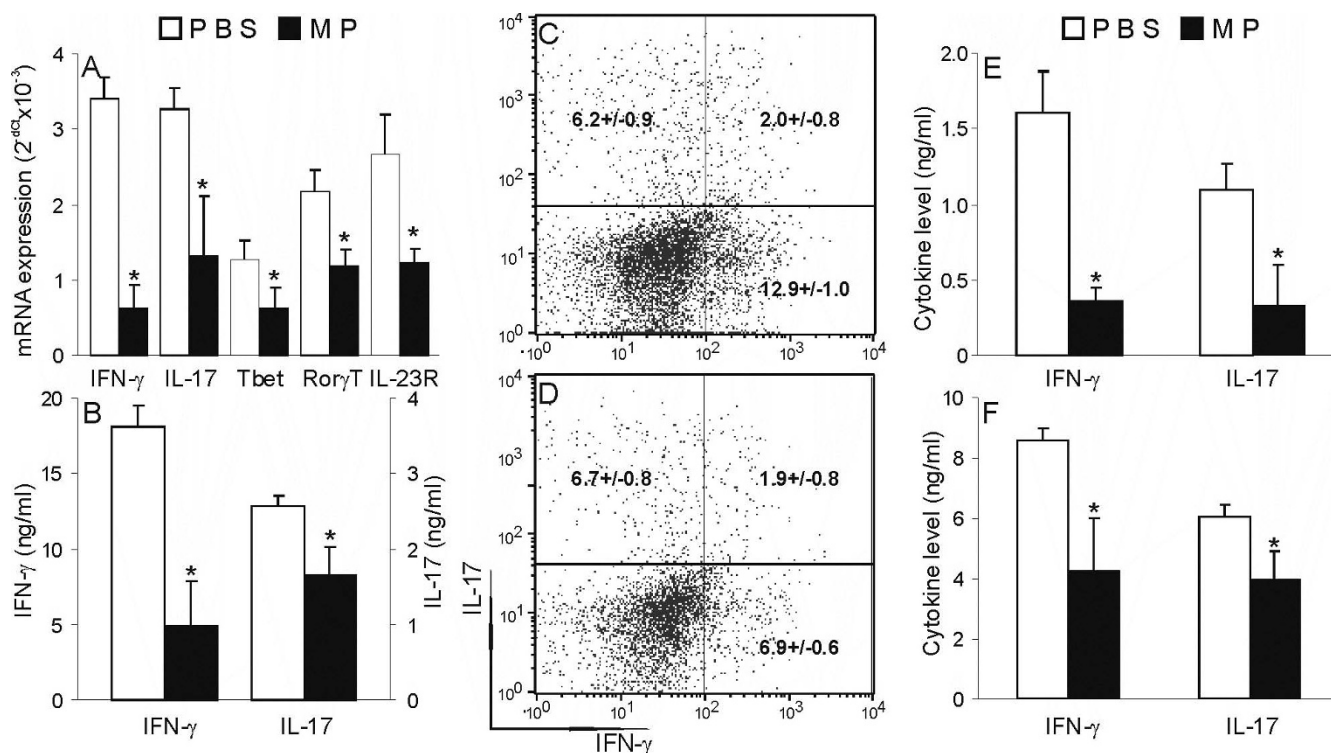 P B S M P
A
mRNA expression (2^-dCt x10^-3)
4
3
2
1
0
* * * * *
IFN-γ IL-17 Tbet RorγT IL-23R
B
IFN-γ (ng/ml)
20
15
10
5
0
* *
IL-17 (ng/ml)
4
3
2
1
0
IFN-γ IL-17
C
10^4
10^3
10^2
10^1
10^0
6.2+/-0.9 2.0+/-0.8
12.9+/-1.0
10^0 10^1 10^2 10^3 10^4
D
10^4
10^3
10^2
10^1
10^0
6.7+/-0.8 1.9+/-0.8
6.9+/-0.6
10^0 10^1 10^2 10^3 10^4
IL-17
IFN-γ
P B S M P
E
Cytokine level (ng/ml)
2.0
1.5
1.0
0.5
0
* *
IFN-γ IL-17
F
Cytokine level (ng/ml)
10
8
6
4
2
0
* *
IFN-γ IL-17